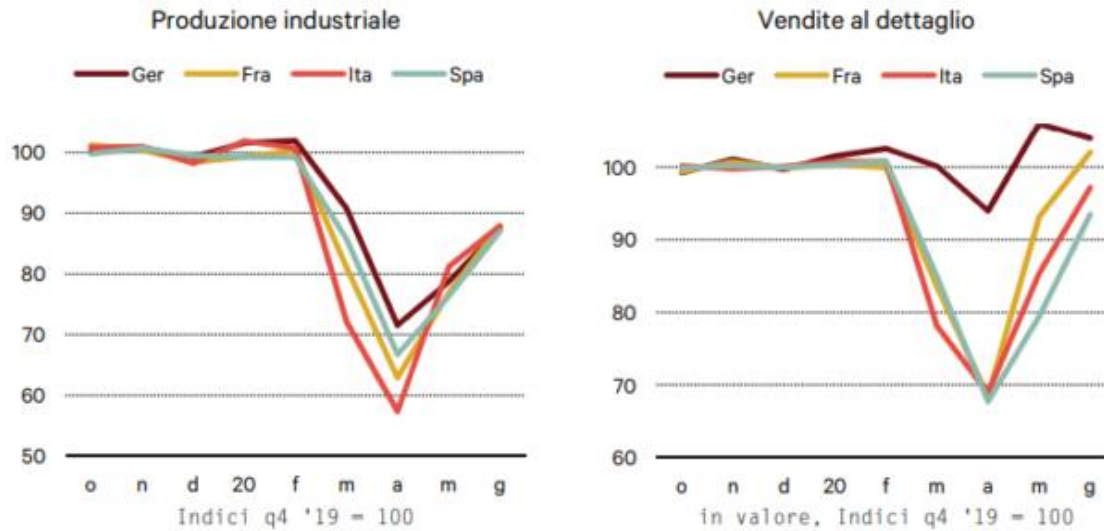 Produzione industriale
Ger Fra Ita Spa
100
90
80
70
60
50
o n d 20 f m a m g
Indici q4 '19 = 100
Vendite al dettaglio
Ger Fra Ita Spa
100
90
80
70
60
o n d 20 f m a m g
in valore, Indici q4 '19 = 100